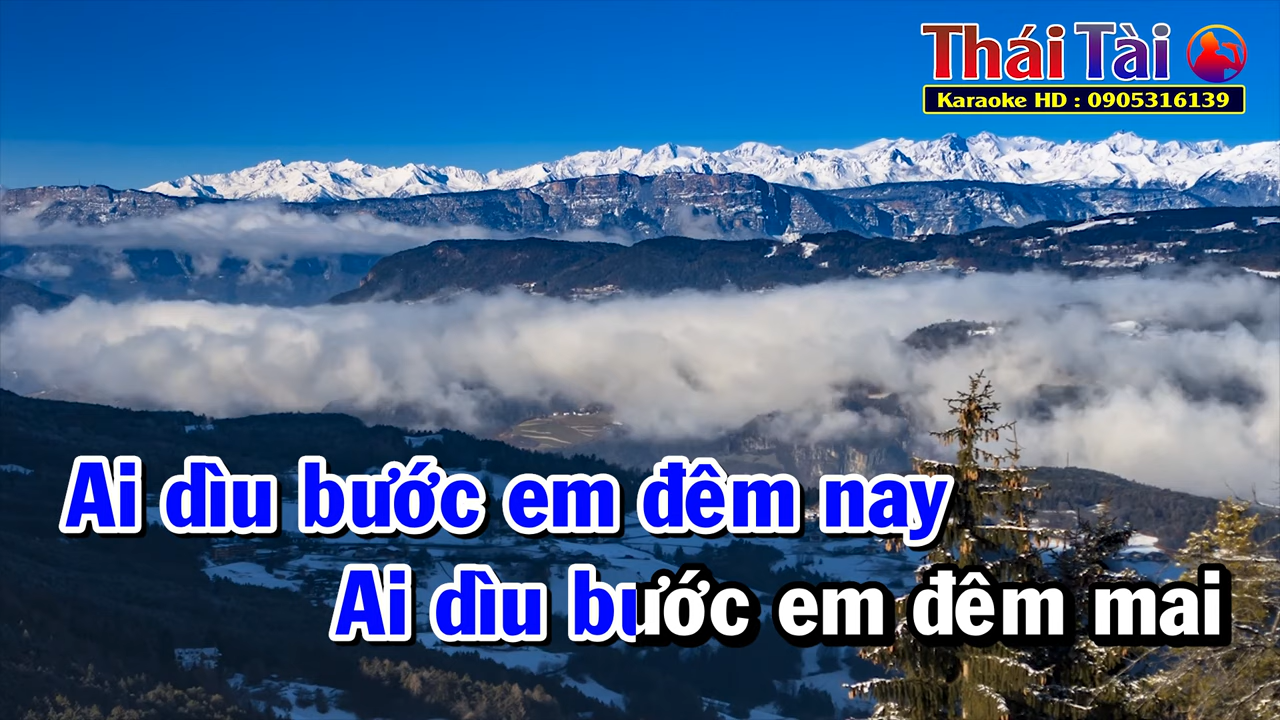 Thái Tài
Karaoke HD : 0905316139
Ai dìu bước em đêm nay
Ai dìu bước em đêm mai